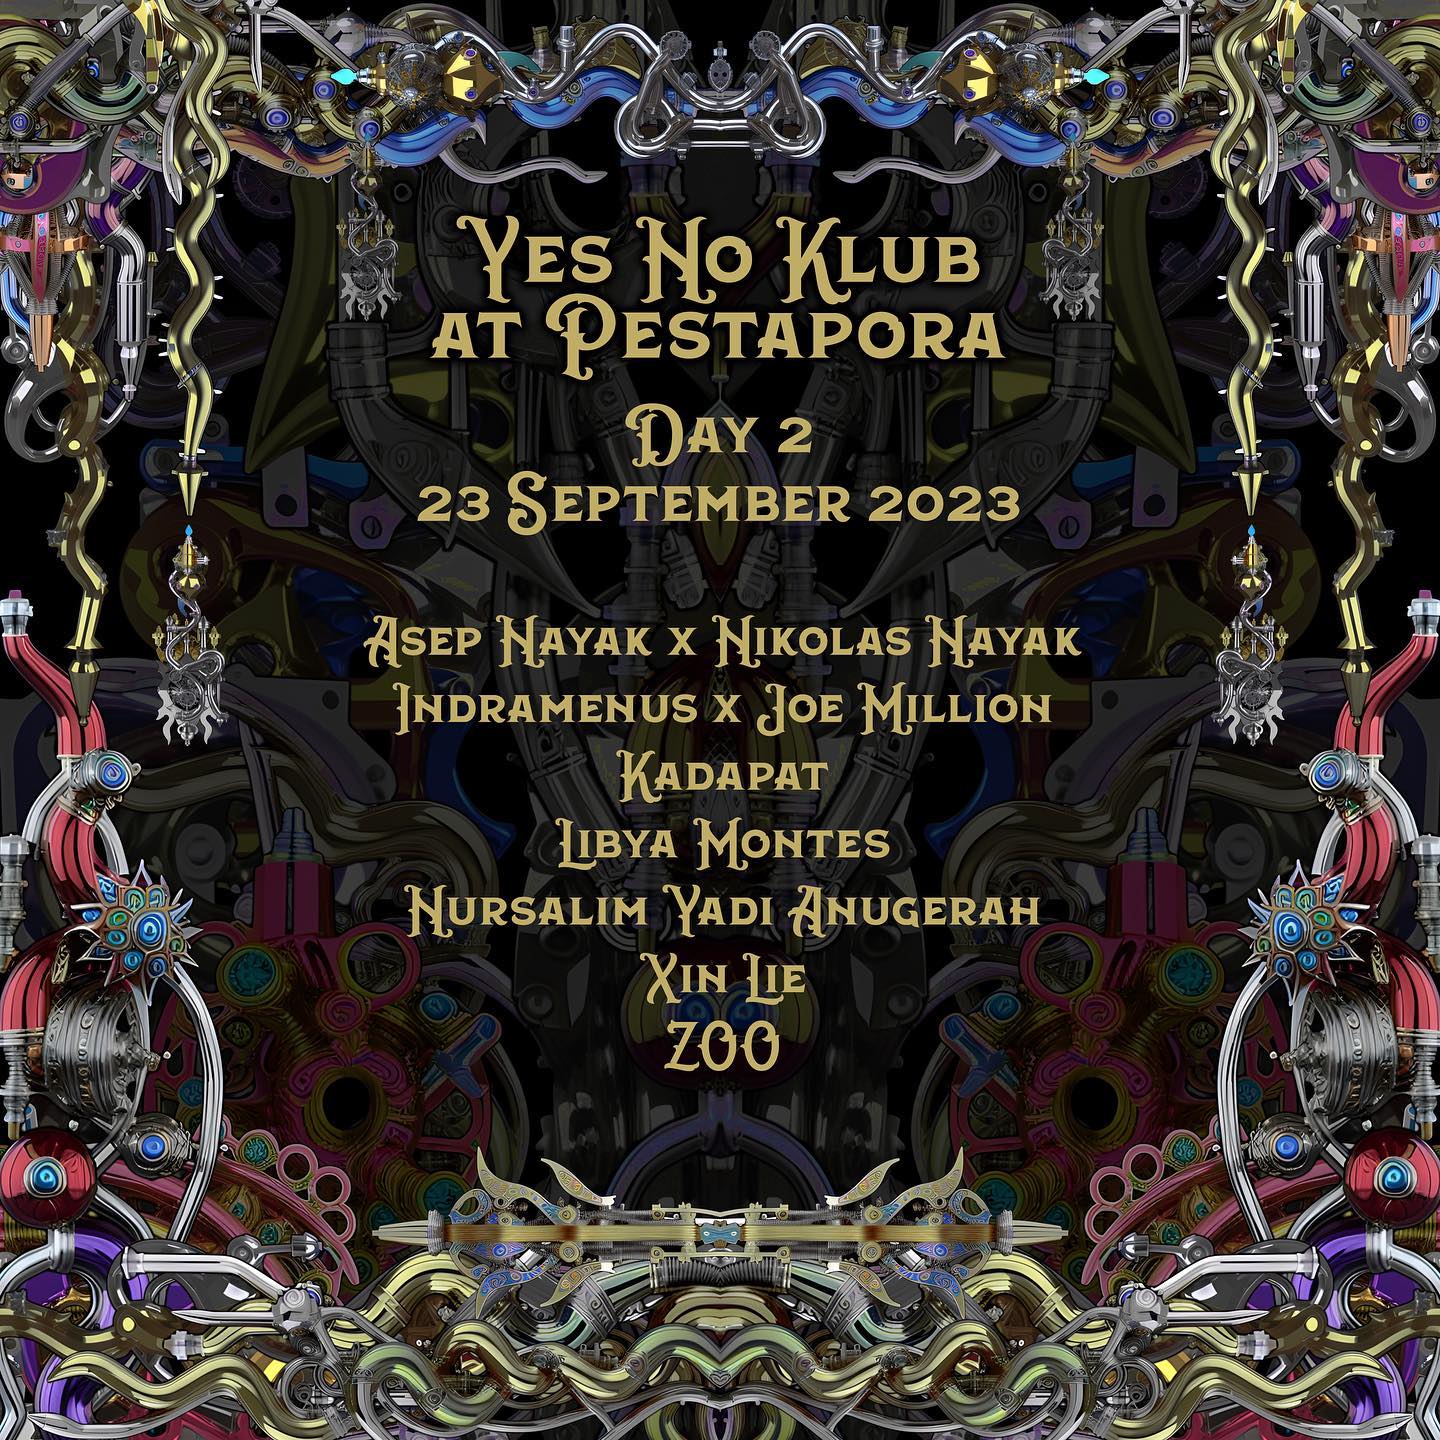 Yes No Klub
at Pestapora
Day 2
23 September 2023
Asep Nayak x Nikolas Nayak
Indramenus x Joe Million
Kadapat
Libya Montes
Nursalim Yadi Anugerah
Xin Lie
ZOO